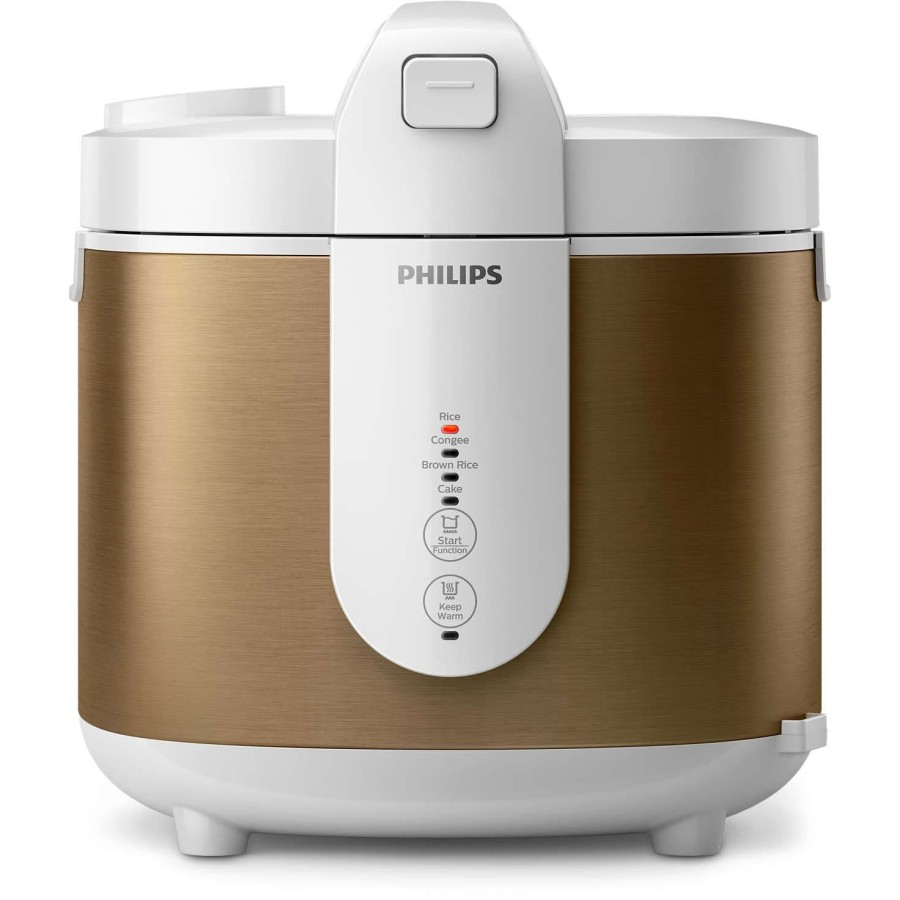 PHILIPS
Rice
Congee
Brown Rice
Cake
Start
Function
Keep
Warm